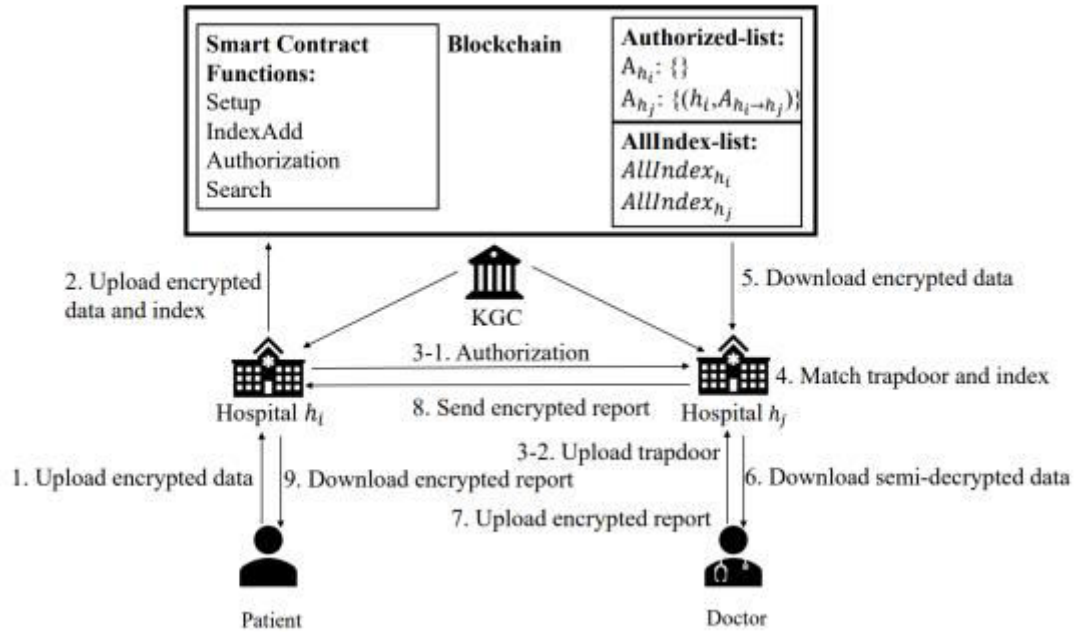 Smart Contract
Functions:
Setup
IndexAdd
Authorization
Search
Blockchain
Authorized-list:
A_{h_i}: {}
A_{h_j}: {(h_i,A_{h_i→h_j})}
AllIndex-list:
AllIndex_{h_i}
AllIndex_{h_j}
2. Upload encrypted
data and index
KGC
5. Download encrypted data
3-1. Authorization
4. Match trapdoor and index
8. Send encrypted report
Hospital h_i
Hospital h_j
3-2. Upload trapdoor
1. Upload encrypted data
9. Download encrypted report
6. Download semi-decrypted data
7. Upload encrypted report
Patient
Doctor